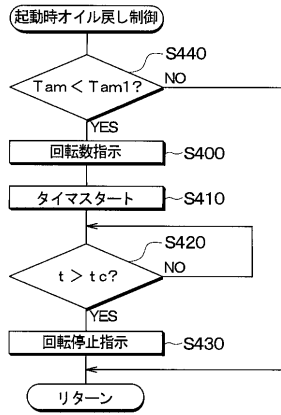 起動時オイル戻し制御
S440
Tam < Tam1?
NO
YES
回転数指示
S400
タイマスタート
S410
S420
t > tc?
NO
YES
回転停止指示
S430
リターン